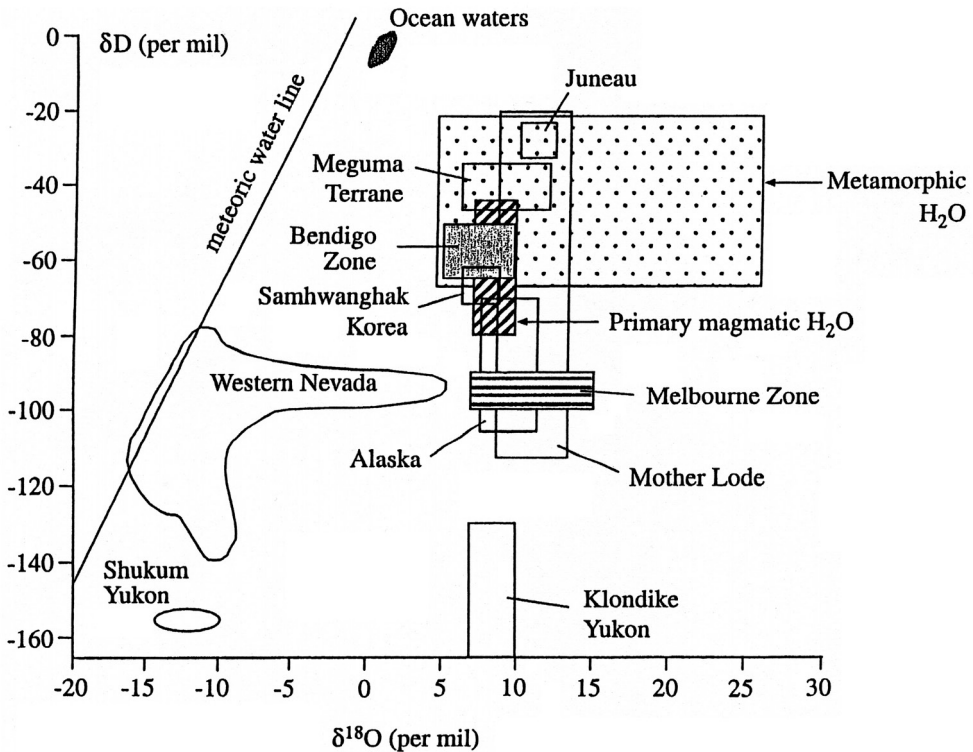 Ocean waters
δD (per mil)
0
-20
-40
-60
-80
-100
-120
-140
-160
meteoric water line
Juneau
Meguma
Terrane
Metamorphic
H₂O
Bendigo
Zone
Samhwanghak
Korea
Primary magmatic H₂O
Western Nevada
Melbourne Zone
Alaska
Mother Lode
Shukum
Yukon
Klondike
Yukon
-20
-15
-10
-5
0
5
10
15
20
25
30
δ¹⁸O (per mil)